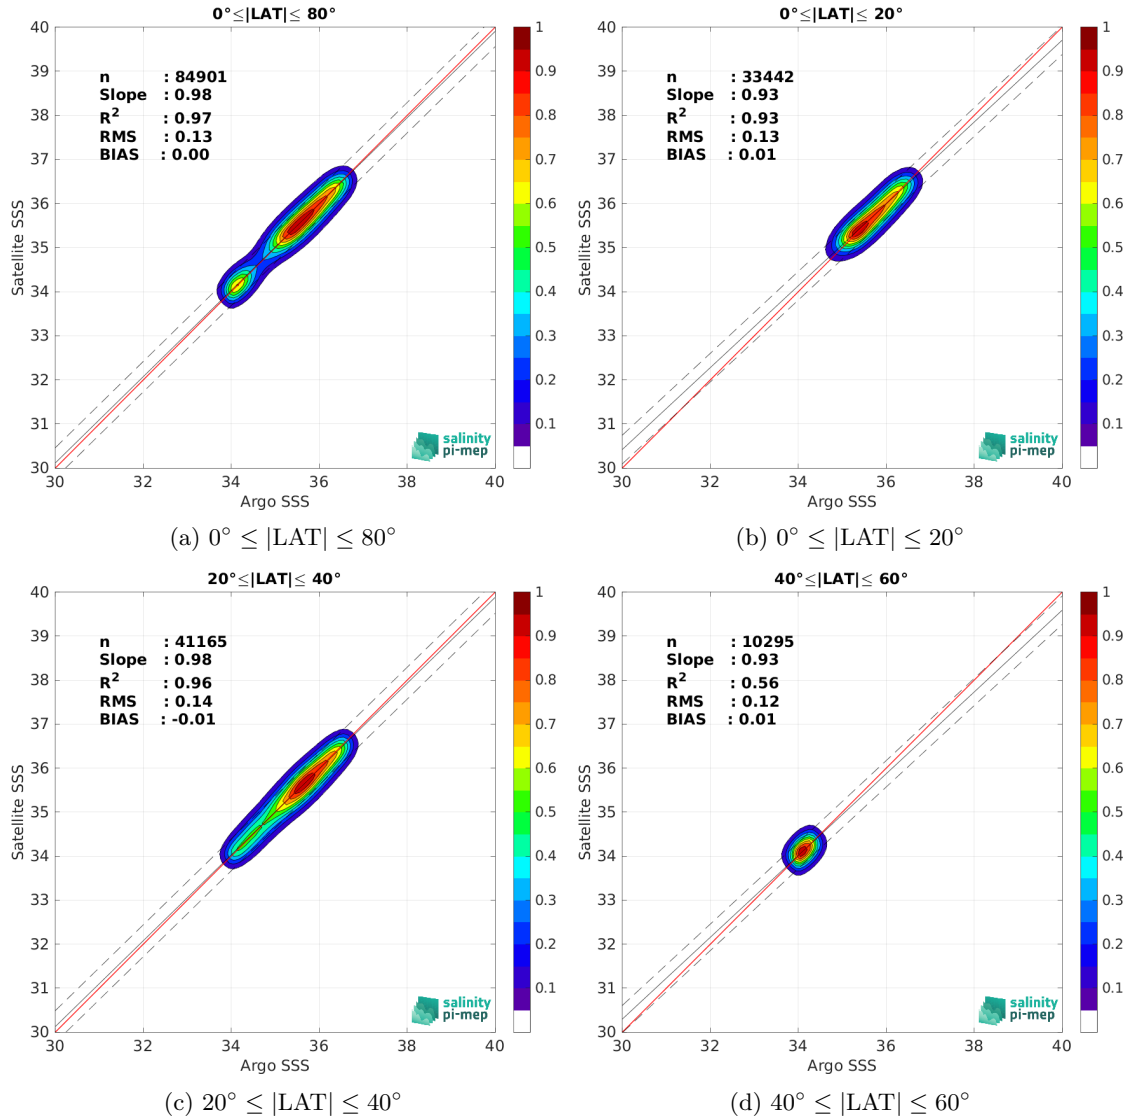 0°≤|LAT|≤ 80°
40
39
38
37
36
35
34
33
32
31
30
30
32
34
36
38
40
Satellite SSS
Argo SSS
n : 84901
Slope : 0.98
R² : 0.97
RMS : 0.13
BIAS : 0.00
1
0.9
0.8
0.7
0.6
0.5
0.4
0.3
0.2
0.1
salinity
pi-mep
(a) 0° ≤ |LAT| ≤ 80°
0°≤|LAT|≤ 20°
40
39
38
37
36
35
34
33
32
31
30
30
32
34
36
38
40
Satellite SSS
Argo SSS
n : 33442
Slope : 0.93
R² : 0.93
RMS : 0.13
BIAS : 0.01
1
0.9
0.8
0.7
0.6
0.5
0.4
0.3
0.2
0.1
salinity
pi-mep
(b) 0° ≤ |LAT| ≤ 20°
20°≤|LAT|≤ 40°
40
39
38
37
36
35
34
33
32
31
30
30
32
34
36
38
40
Satellite SSS
Argo SSS
n : 41165
Slope : 0.98
R² : 0.96
RMS : 0.14
BIAS : -0.01
1
0.9
0.8
0.7
0.6
0.5
0.4
0.3
0.2
0.1
salinity
pi-mep
(c) 20° ≤ |LAT| ≤ 40°
40°≤|LAT|≤ 60°
40
39
38
37
36
35
34
33
32
31
30
30
32
34
36
38
40
Satellite SSS
Argo SSS
n : 10295
Slope : 0.93
R² : 0.56
RMS : 0.12
BIAS : 0.01
1
0.9
0.8
0.7
0.6
0.5
0.4
0.3
0.2
0.1
salinity
pi-mep
(d) 40° ≤ |LAT| ≤ 60°